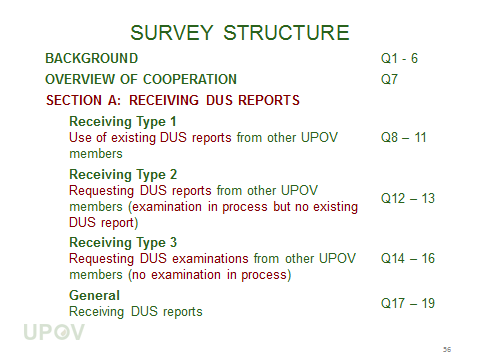 SURVEY STRUCTURE
BACKGROUND Q1 - 6
OVERVIEW OF COOPERATION Q7
SECTION A: RECEIVING DUS REPORTS
Receiving Type 1
Use of existing DUS reports from other UPOV
members
Q8 – 11
Receiving Type 2
Requesting DUS reports from other UPOV
members (examination in process but no existing
DUS report)
Q12 – 13
Receiving Type 3
Requesting DUS examinations from other UPOV
members (no examination in process)
Q14 – 16
General
Receiving DUS reports
Q17 – 19
UPOV
56